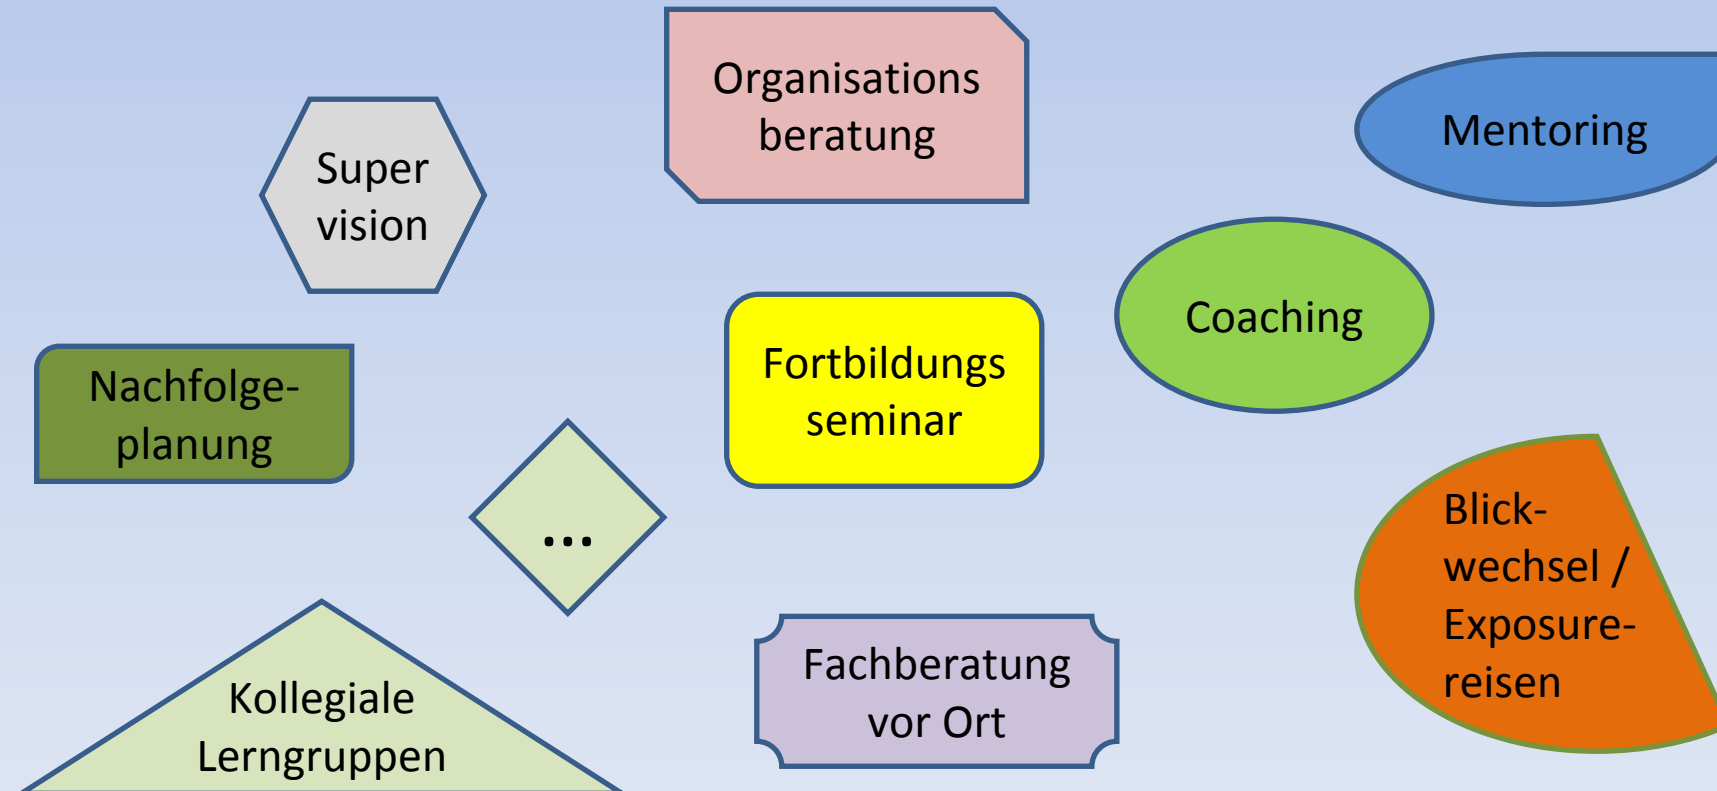 Organisations
beratung
Mentoring
Super
vision
Coaching
Fortbildungs
seminar
Nachfolge-
planung
...
Blick-
wechsel /
Exposure-
reisen
Fachberatung
vor Ort
Kollegiale
Lerngruppen